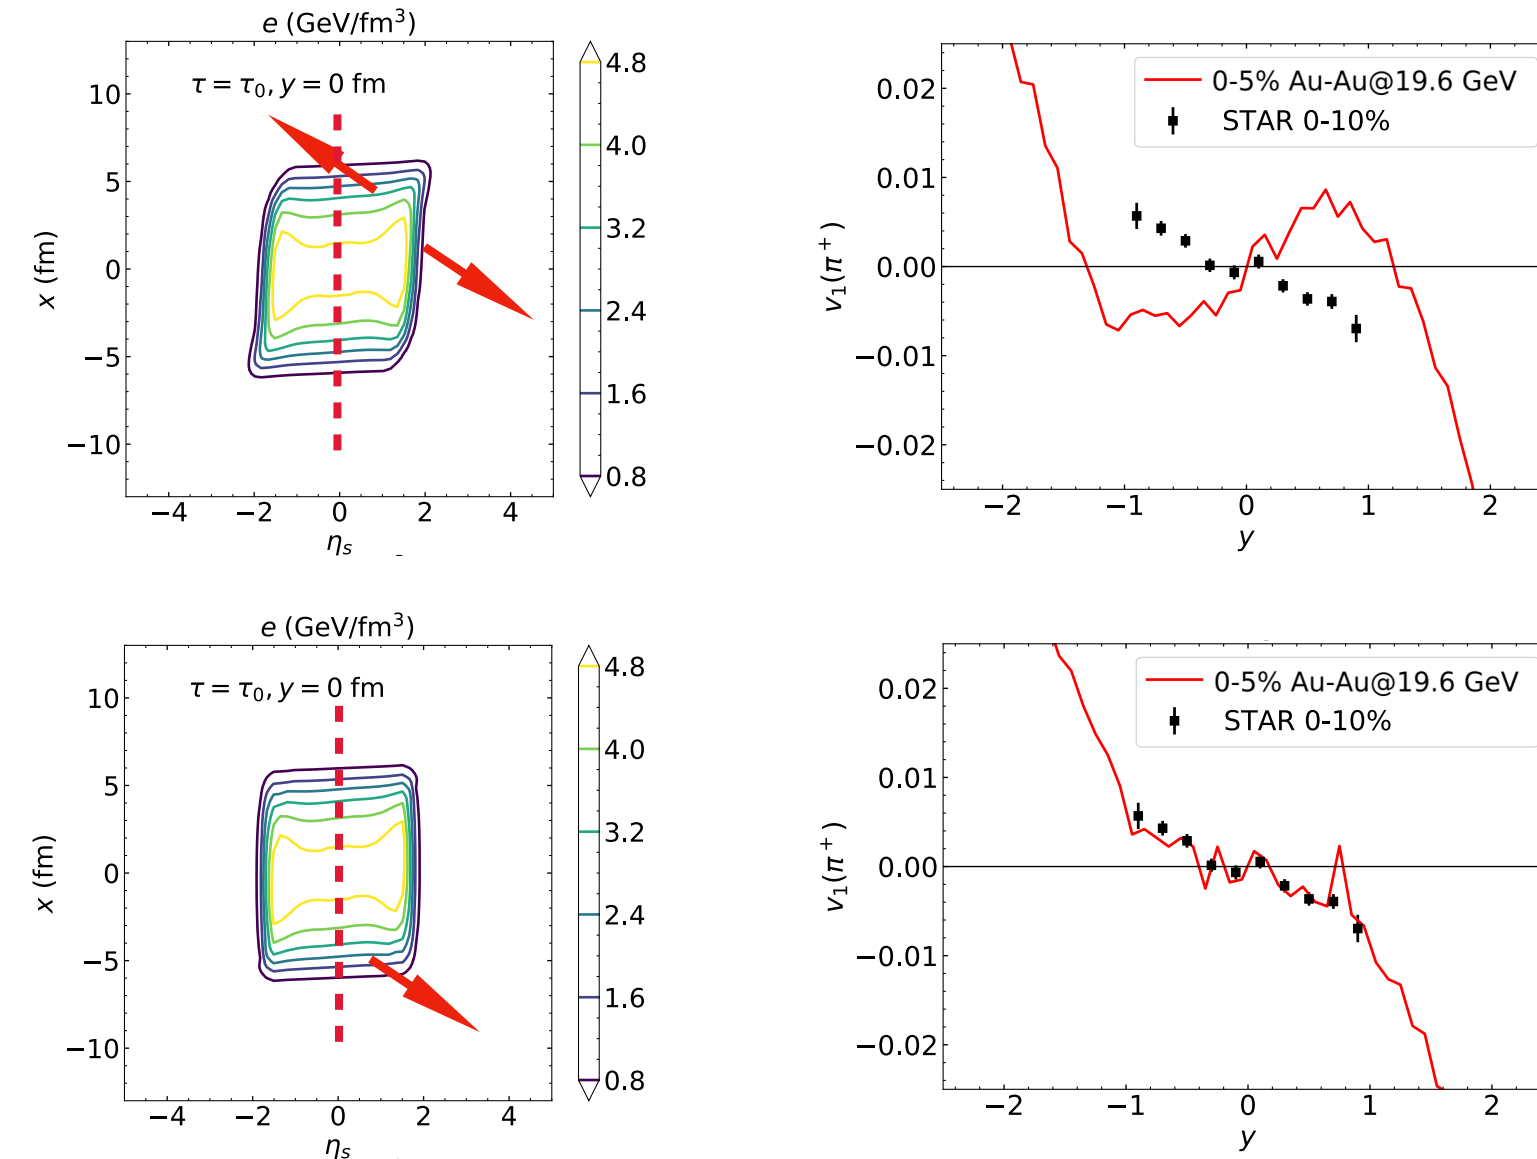 e (GeV/fm³)
τ = τ₀, y = 0 fm
10
5
0
−5
−10
x (fm)
−4 −2 0 2 4
ηₛ
4.8
4.0
3.2
2.4
1.6
0.8
0-5% Au-Au@19.6 GeV
STAR 0-10%
0.02
0.01
0.00
−0.01
−0.02
v₁(π⁺)
−2 −1 0 1 2
y
e (GeV/fm³)
τ = τ₀, y = 0 fm
10
5
0
−5
−10
x (fm)
−4 −2 0 2 4
ηₛ
4.8
4.0
3.2
2.4
1.6
0.8
0-5% Au-Au@19.6 GeV
STAR 0-10%
0.02
0.01
0.00
−0.01
−0.02
v₁(π⁺)
−2 −1 0 1 2
y